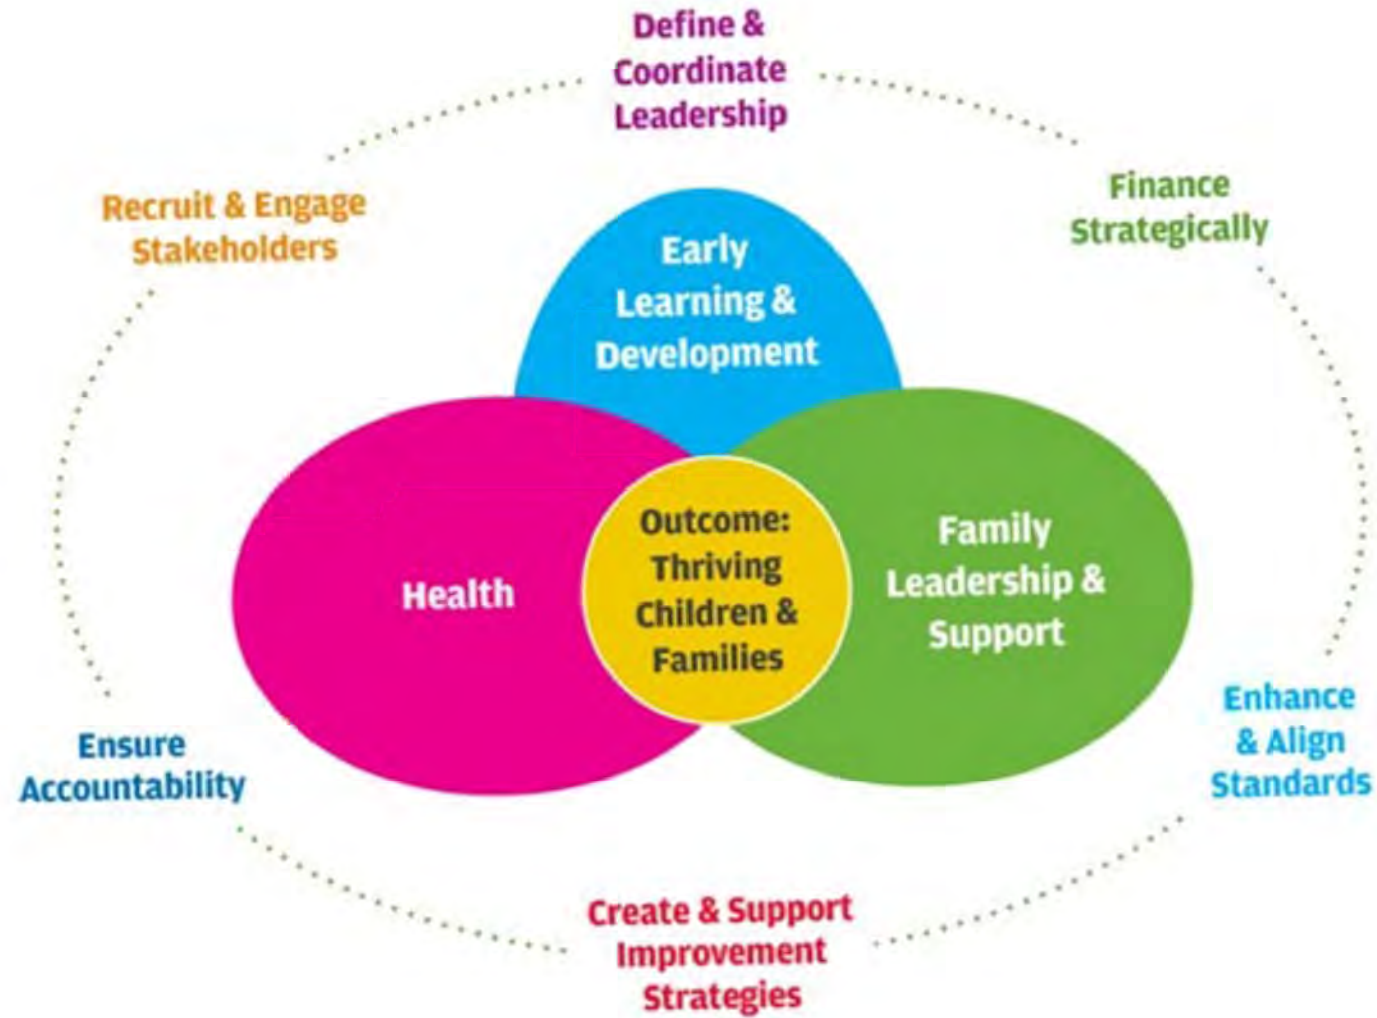 Define &
Coordinate
Leadership
Recruit & Engage
Stakeholders
Finance
Strategically
Early
Learning &
Development
Health
Outcome:
Thriving
Children &
Families
Family
Leadership &
Support
Ensure
Accountability
Enhance
& Align
Standards
Create & Support
Improvement
Strategies